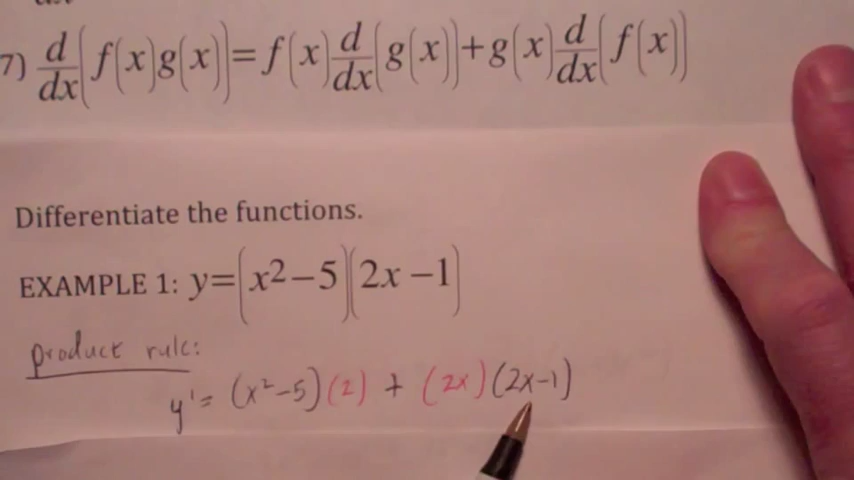 7) d/dx(f(x)g(x))=f(x)d/dx(g(x))+g(x)d/dx(f(x))
Differentiate the functions.
EXAMPLE 1: y=(x²−5)(2x−1)
product rule:
y'= (x²−5)(2) + (2x)(2x−1)